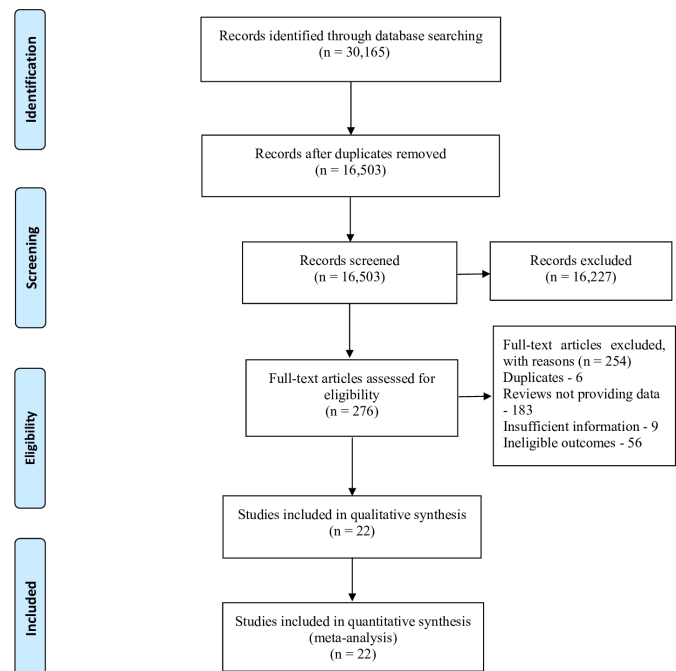 Identification
Records identified through database searching
(n = 30,165)
Records after duplicates removed
(n = 16,503)
Screening
Records screened
(n = 16,503)
Records excluded
(n = 16,227)
Eligibility
Full-text articles assessed for
eligibility
(n = 276)
Full-text articles excluded,
with reasons (n = 254)
Duplicates - 6
Reviews not providing data
- 183
Insufficient information - 9
Ineligible outcomes - 56
Studies included in qualitative synthesis
(n = 22)
Included
Studies included in quantitative synthesis
(meta-analysis)
(n = 22)